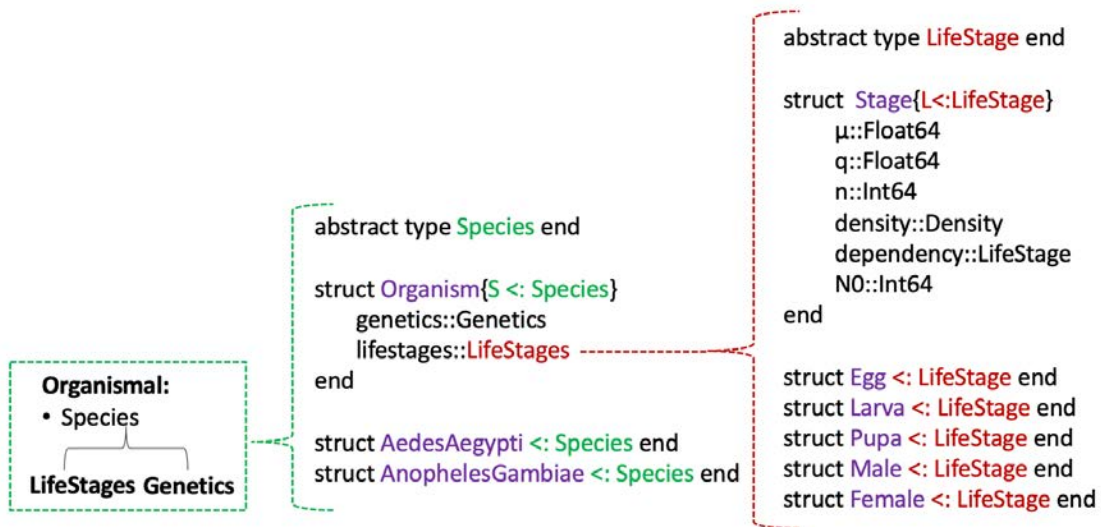 Organismal:
• Species
LifeStages Genetics
abstract type Species end
struct Organism{S <: Species}
genetics::Genetics
lifestages::LifeStages
end
struct AedesAegypti <: Species end
struct AnophelesGambiae <: Species end
abstract type LifeStage end
struct Stage{L<:LifeStage}
μ::Float64
q::Float64
n::Int64
density::Density
dependency::LifeStage
N0::Int64
end
struct Egg <: LifeStage end
struct Larva <: LifeStage end
struct Pupa <: LifeStage end
struct Male <: LifeStage end
struct Female <: LifeStage end